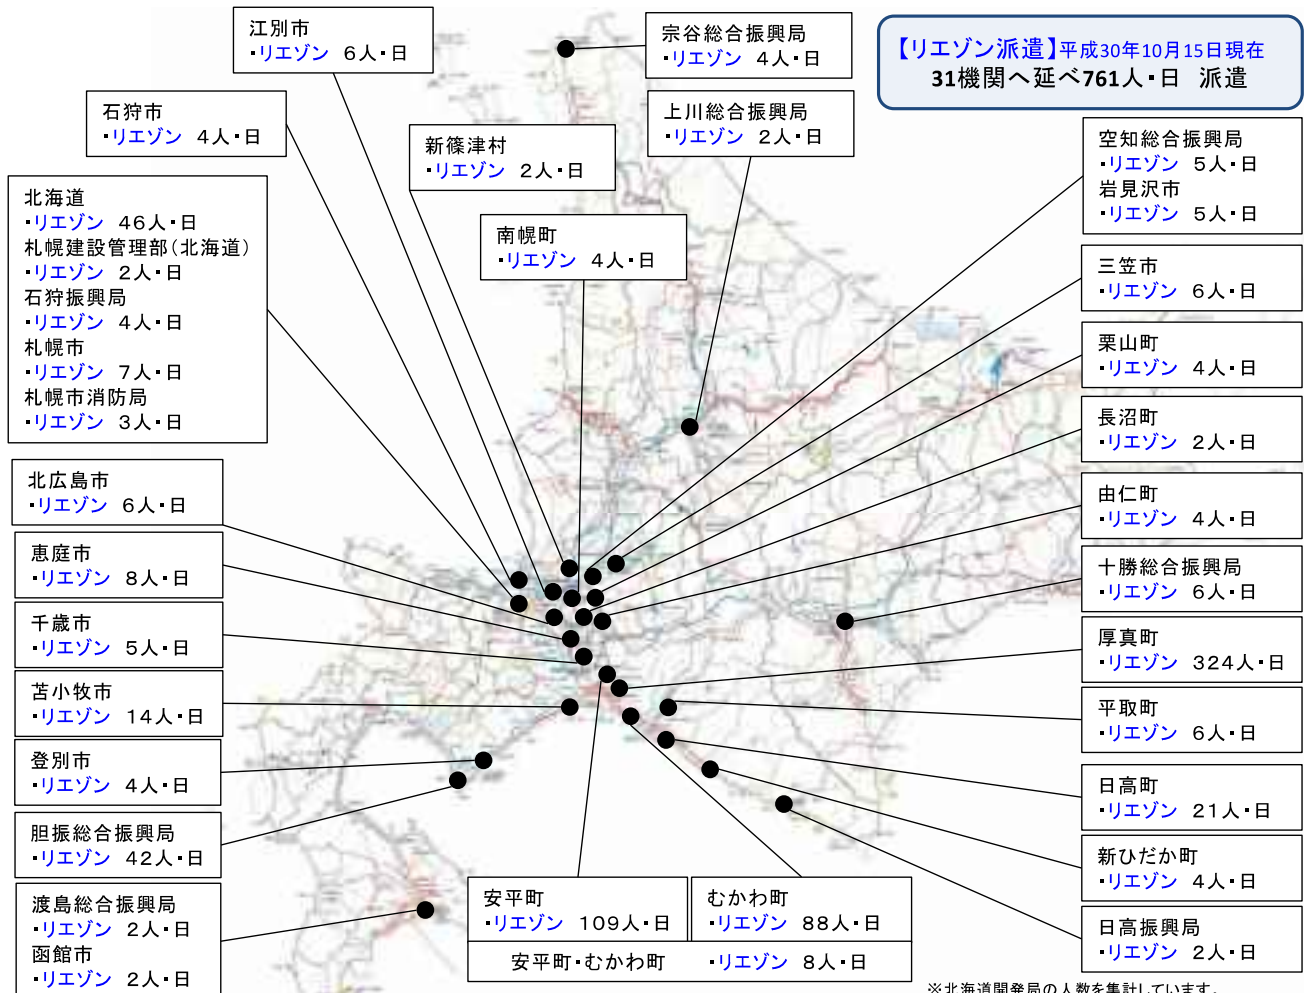 江別市
・リエゾン 6人・日
宗谷総合振興局
・リエゾン 4人・日
【リエゾン派遣】平成30年10月15日現在
31機関へ延べ761人・日 派遣
石狩市
・リエゾン 4人・日
新篠津村
・リエゾン 2人・日
上川総合振興局
・リエゾン 2人・日
空知総合振興局
・リエゾン 5人・日
岩見沢市
・リエゾン 5人・日
北海道
・リエゾン 46人・日
札幌建設管理部(北海道)
・リエゾン 2人・日
石狩振興局
・リエゾン 4人・日
札幌市
・リエゾン 7人・日
札幌市消防局
・リエゾン 3人・日
南幌町
・リエゾン 4人・日
三笠市
・リエゾン 6人・日
栗山町
・リエゾン 4人・日
長沼町
・リエゾン 2人・日
北広島市
・リエゾン 6人・日
由仁町
・リエゾン 4人・日
恵庭市
・リエゾン 8人・日
十勝総合振興局
・リエゾン 6人・日
千歳市
・リエゾン 5人・日
厚真町
・リエゾン 324人・日
苫小牧市
・リエゾン 14人・日
平取町
・リエゾン 6人・日
登別市
・リエゾン 4人・日
日高町
・リエゾン 21人・日
胆振総合振興局
・リエゾン 42人・日
新ひだか町
・リエゾン 4人・日
渡島総合振興局
・リエゾン 2人・日
函館市
・リエゾン 2人・日
安平町
・リエゾン 109人・日
むかわ町
・リエゾン 88人・日
安平町・むかわ町 ・リエゾン 8人・日
日高振興局
・リエゾン 2人・日
※北海道開発局の人数を集計しています。